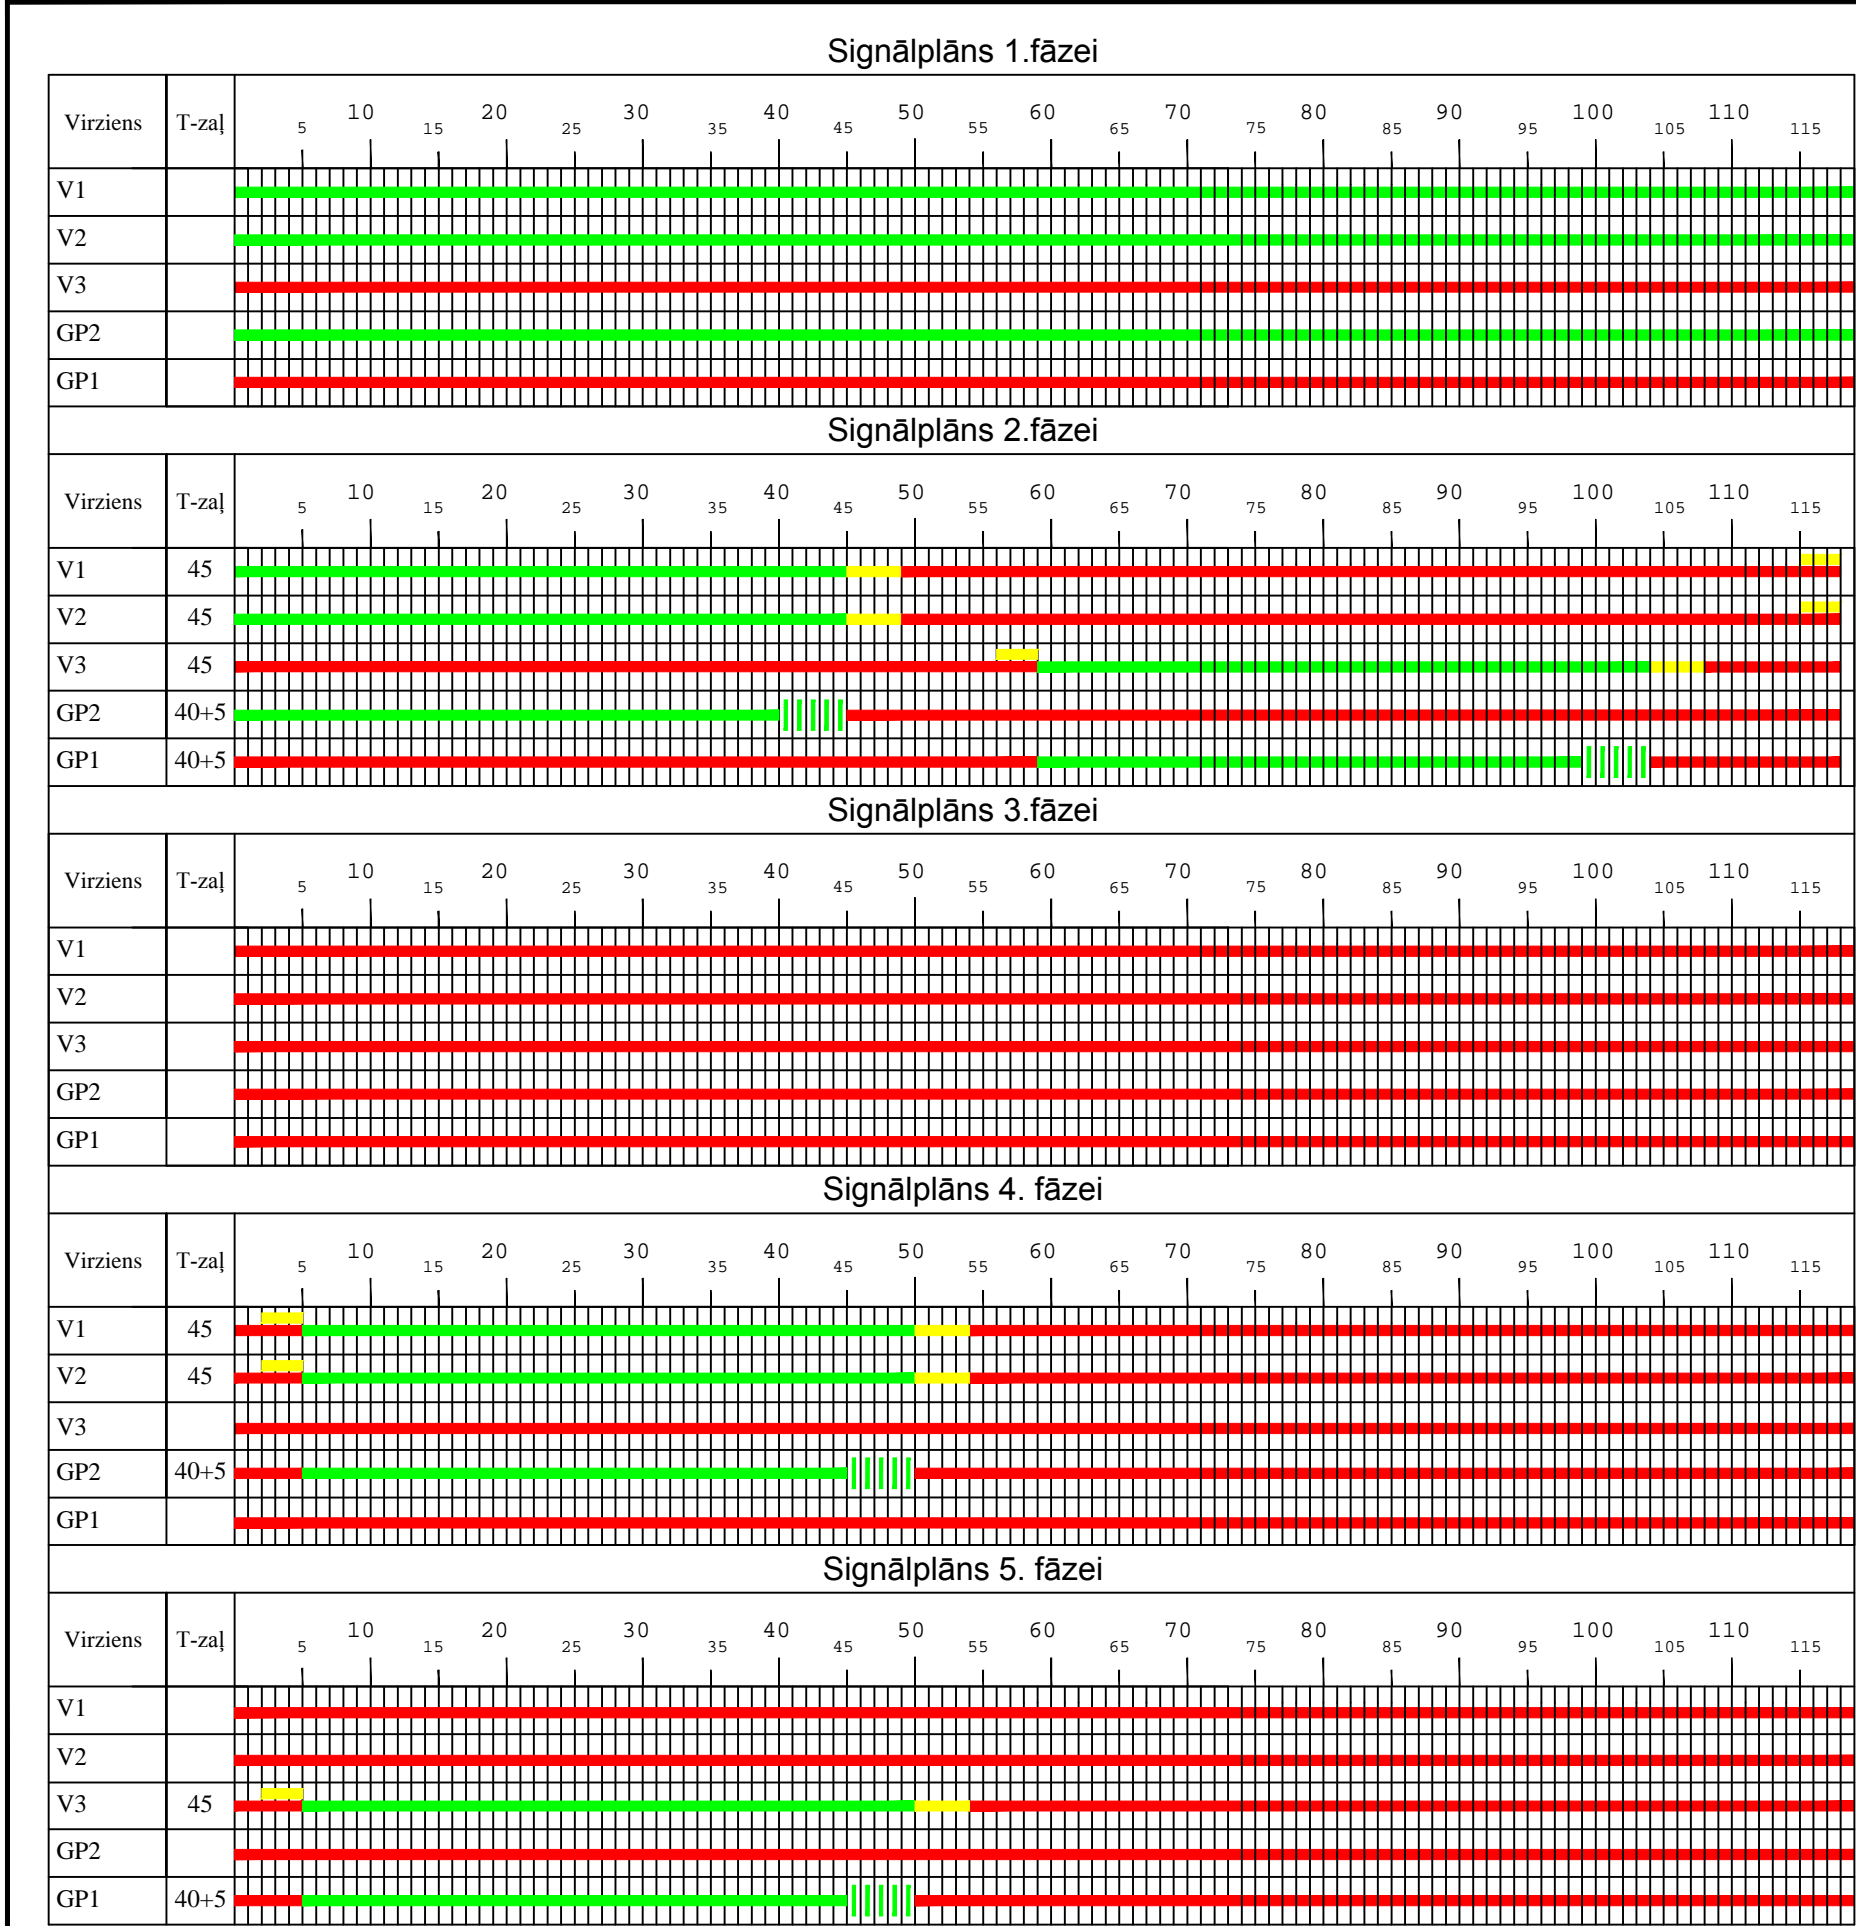 Signālplāns 1.fāzei
Virziens T-zaļ 5 10 15 20 25 30 35 40 45 50 55 60 65 70 75 80 85 90 95 100 105 110 115
V1
V2
V3
GP2
GP1
Signālplāns 2.fāzei
Virziens T-zaļ 5 10 15 20 25 30 35 40 45 50 55 60 65 70 75 80 85 90 95 100 105 110 115
V1 45
V2 45
V3 45
GP2 40+5
GP1 40+5
Signālplāns 3.fāzei
Virziens T-zaļ 5 10 15 20 25 30 35 40 45 50 55 60 65 70 75 80 85 90 95 100 105 110 115
V1
V2
V3
GP2
GP1
Signālplāns 4. fāzei
Virziens T-zaļ 5 10 15 20 25 30 35 40 45 50 55 60 65 70 75 80 85 90 95 100 105 110 115
V1 45
V2 45
V3
GP2 40+5
GP1
Signālplāns 5. fāzei
Virziens T-zaļ 5 10 15 20 25 30 35 40 45 50 55 60 65 70 75 80 85 90 95 100 105 110 115
V1
V2
V3 45
GP2
GP1 40+5